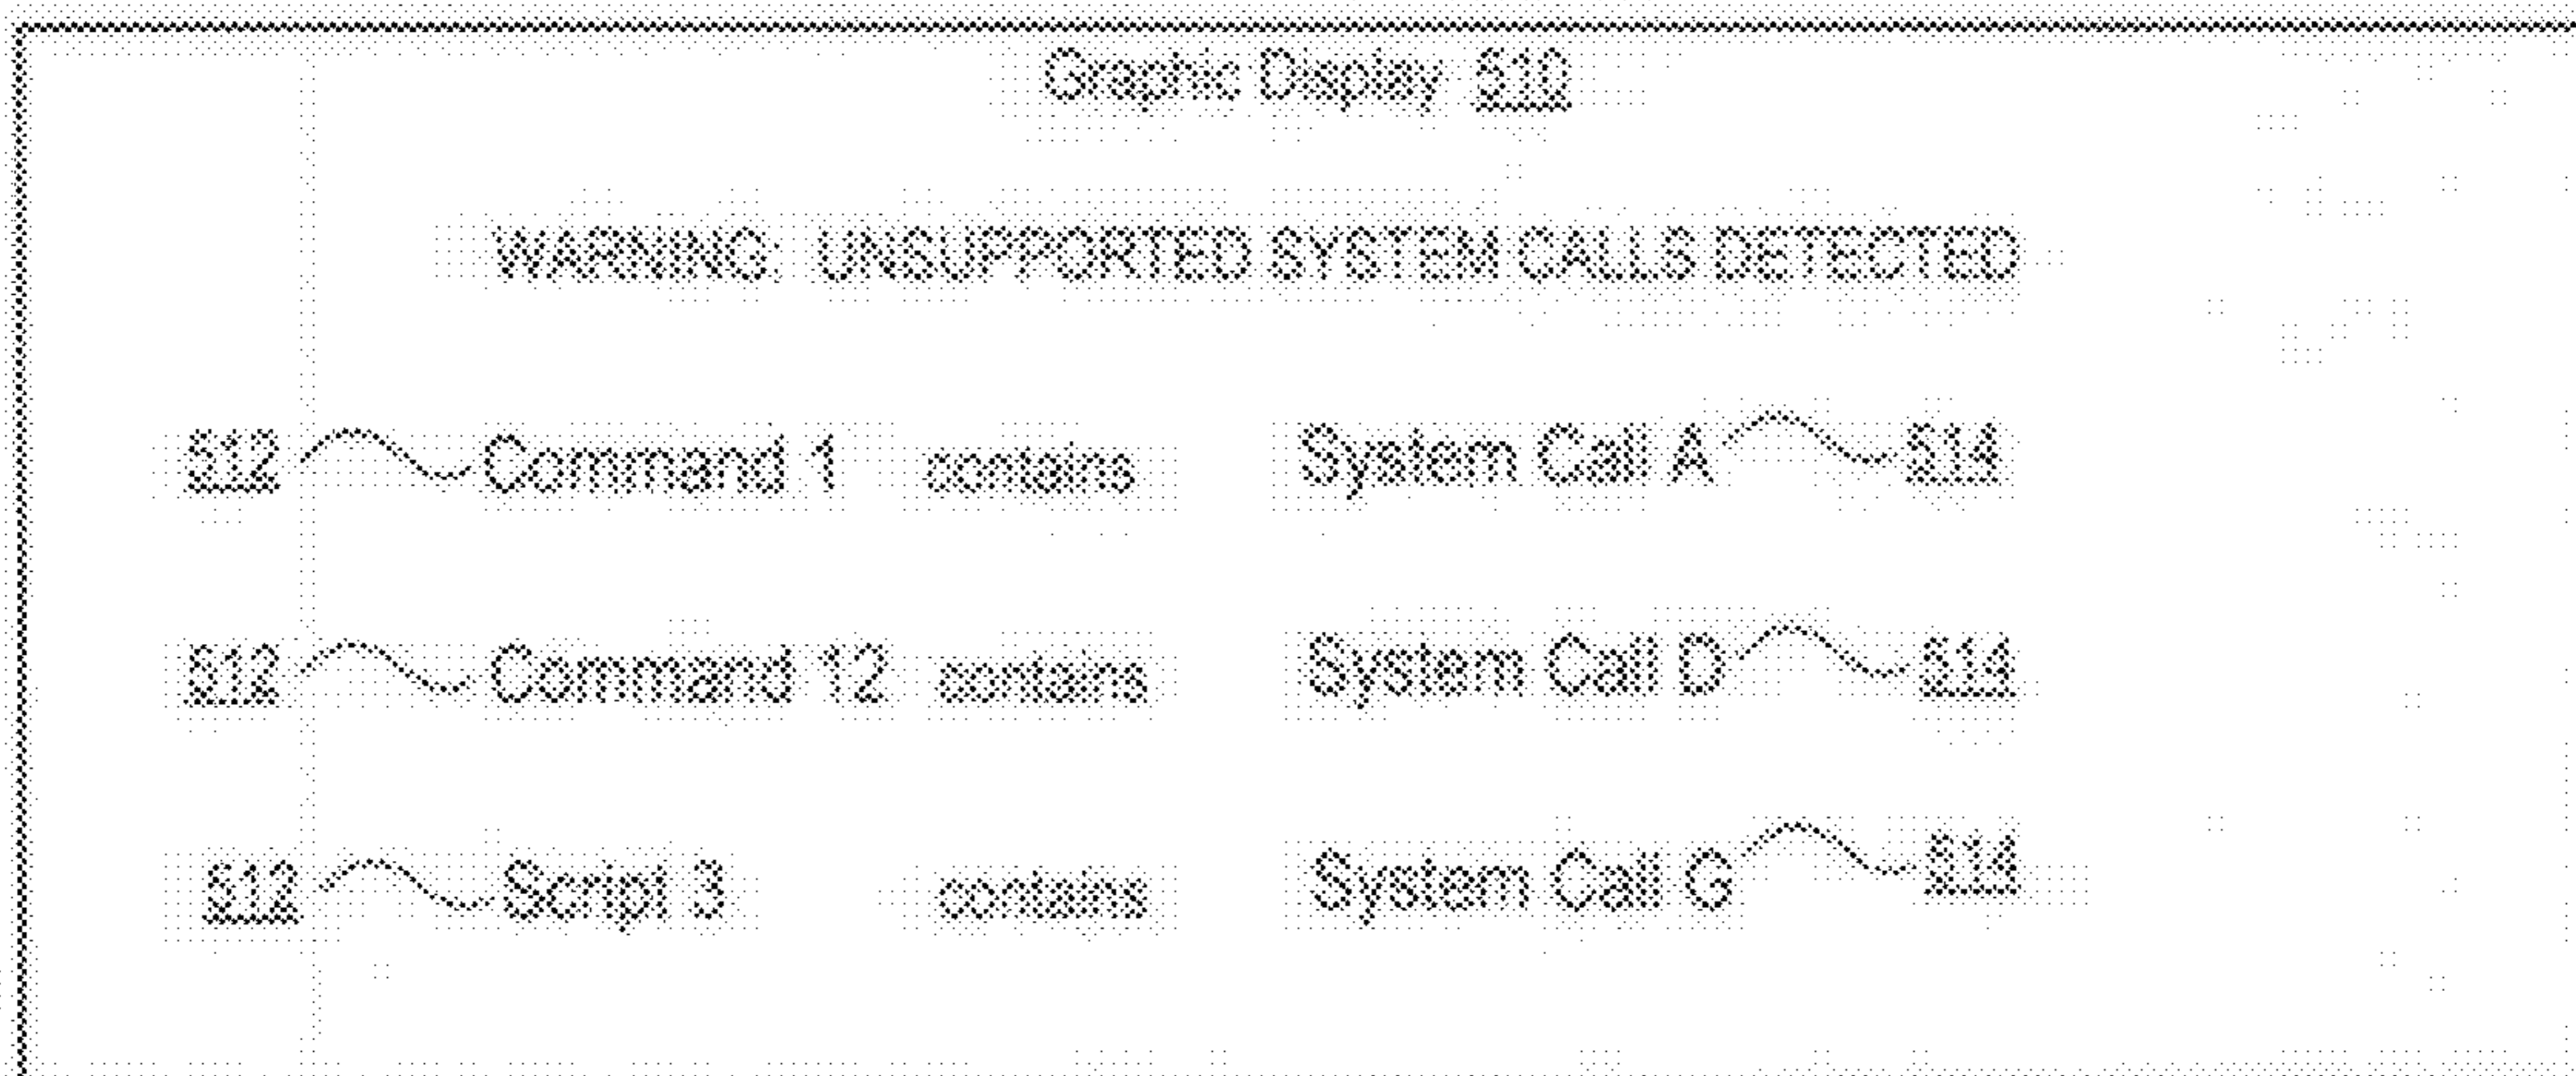 Graphic Display 510
WARNING: UNSUPPORTED SYSTEM CALLS DETECTED
512 Command 1 contains System Call A 514
512 Command 12 contains System Call D 514
512 Script 3 contains System Call G 514